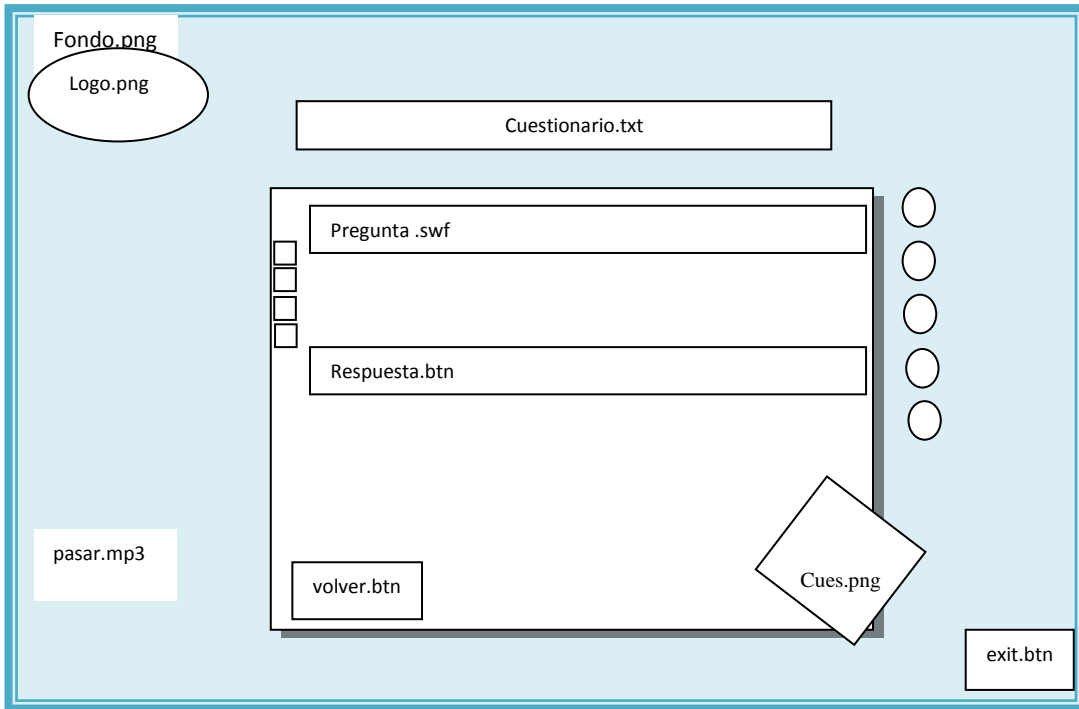 Fondo.png
Logo.png
Cuestionario.txt
Pregunta .swf
Respuesta.btn
pasar.mp3
volver.btn
Cues.png
exit.btn